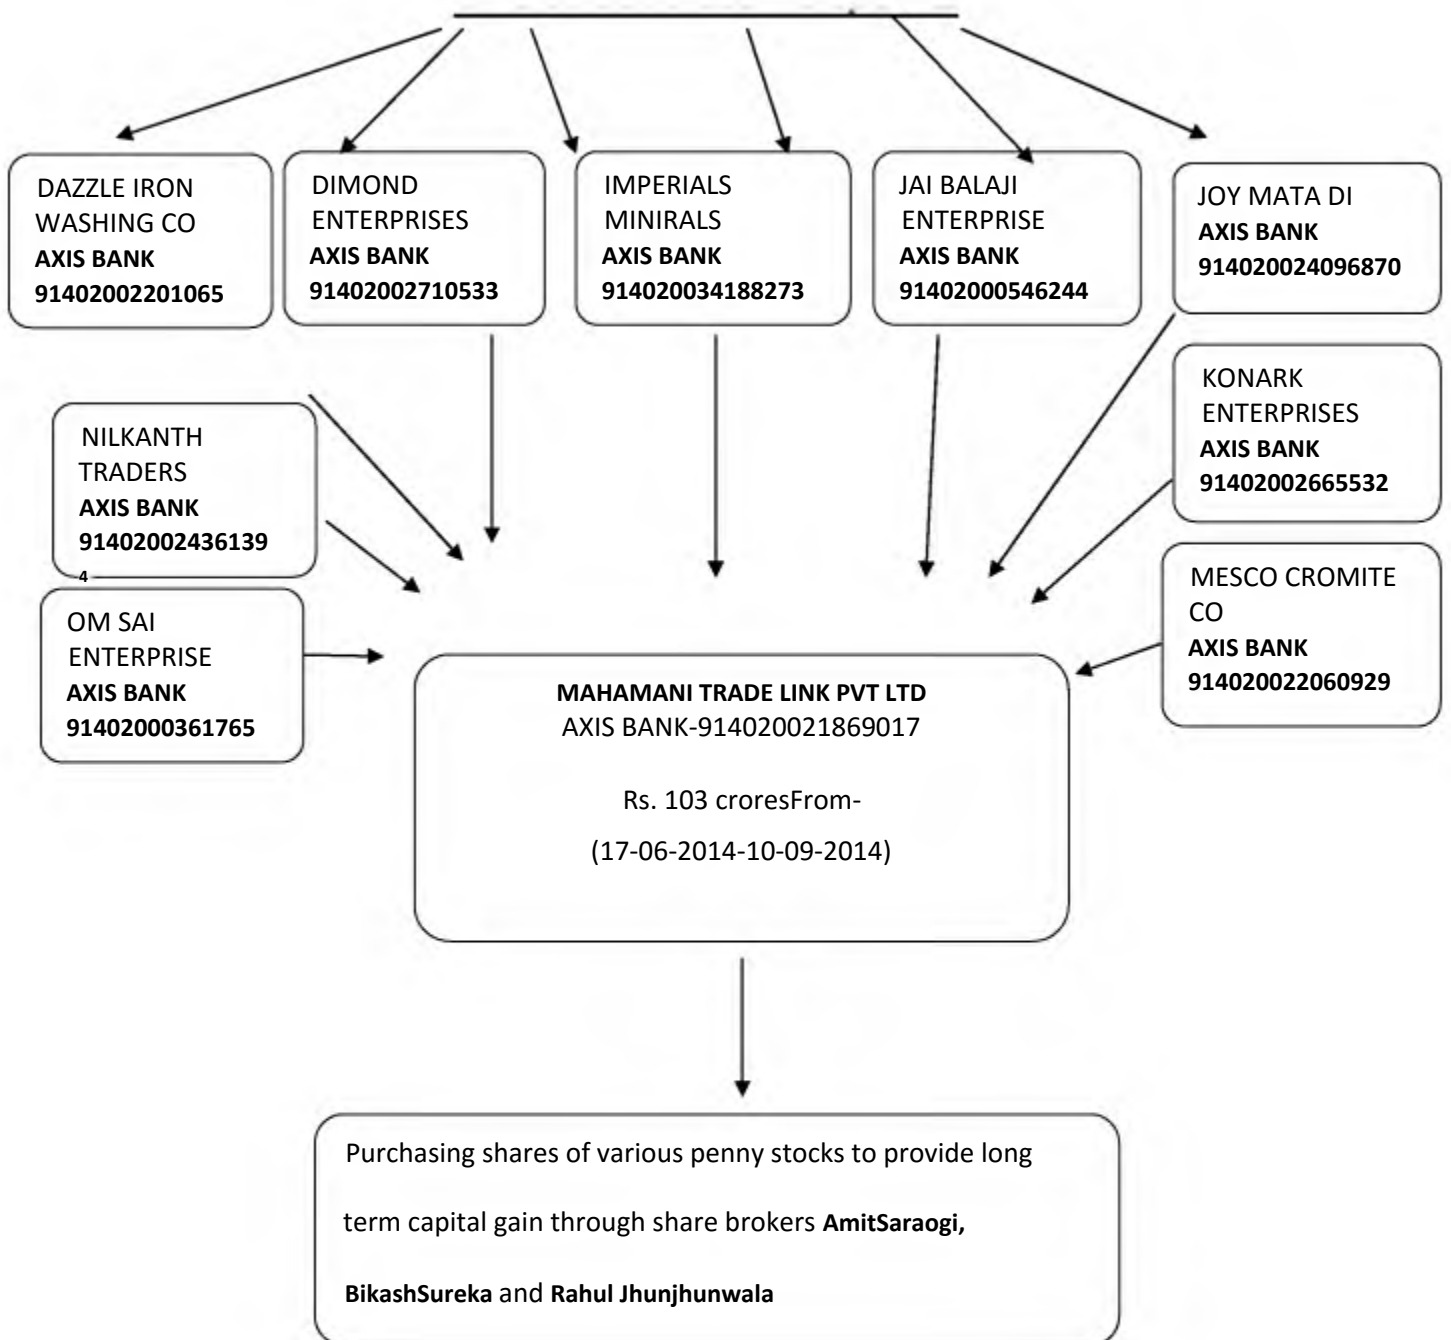 DAZZLE IRON
WASHING CO
AXIS BANK
91402002201065
DIMOND
ENTERPRISES
AXIS BANK
91402002710533
IMPERIALS
MINIRALS
AXIS BANK
914020034188273
JAI BALAJI
ENTERPRISE
AXIS BANK
91402000546244
JOY MATA DI
AXIS BANK
914020024096870
NILKANTH
TRADERS
AXIS BANK
91402002436139
4
KONARK
ENTERPRISES
AXIS BANK
91402002665532
OM SAI
ENTERPRISE
AXIS BANK
91402000361765
MESCO CROMITE
CO
AXIS BANK
914020022060929
MAHAMANI TRADE LINK PVT LTD
AXIS BANK-914020021869017
Rs. 103 croresFrom-
(17-06-2014-10-09-2014)
Purchasing shares of various penny stocks to provide long
term capital gain through share brokers AmitSaraogi,
BikashSureka and Rahul Jhunjhunwala